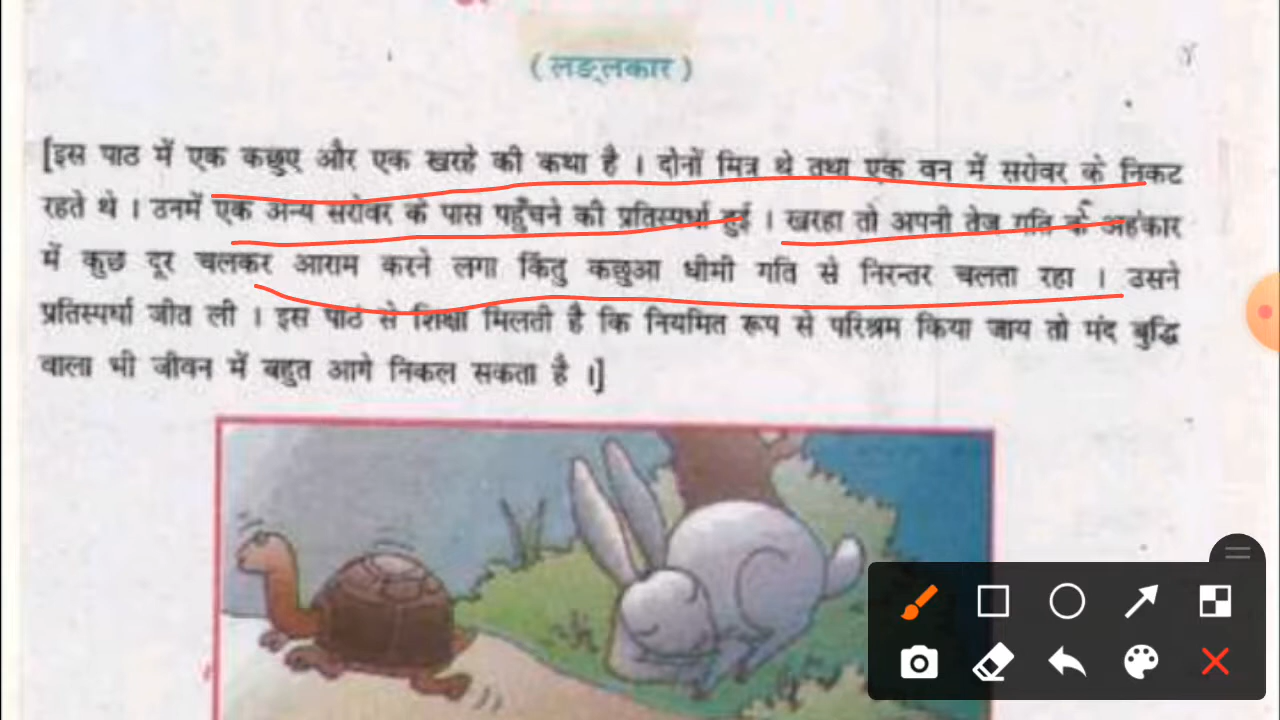 ( लङ्लकार )
[इस पाठ में एक कछुए और एक खरहे की कथा है । दोनों मित्र थे तथा एक वन में सरोवर के निकट
रहते थे । उनमें एक अन्य सरोवर के पास पहुँचने की प्रतिस्पर्धा हुई । खरहा तो अपनी तेज गति के अहंकार
में कुछ दूर चलकर आराम करने लगा किंतु कछुआ धीमी गति से निरन्तर चलता रहा । उसने
प्रतिस्पर्धा जीत ली । इस पाठ से शिक्षा मिलती है कि नियमित रूप से परिश्रम किया जाय तो मंद बुद्धि
वाला भी जीवन में बहुत आगे निकल सकता है ।]